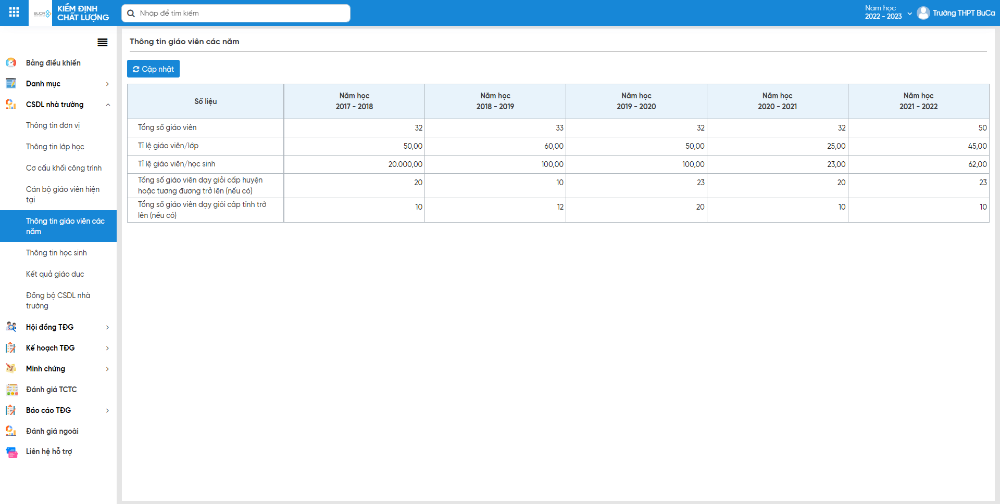 BUCA
KIỂM ĐỊNH
CHẤT LƯỢNG
Nhập để tìm kiếm
Năm học
2022 - 2023
Trường THPT BuCa
Bảng điều khiển
Danh mục
CSDL nhà trường
Thông tin đơn vị
Thông tin lớp học
Cơ cấu khối công trình
Cán bộ giáo viên hiện
tại
Thông tin giáo viên các
năm
Thông tin học sinh
Kết quả giáo dục
Đồng bộ CSDL nhà
trường
Hội đồng TĐG
Kế hoạch TĐG
Minh chứng
Đánh giá TCTC
Báo cáo TĐG
Đánh giá ngoài
Liên hệ hỗ trợ
Thông tin giáo viên các năm
Cập nhật
Số liệu
Năm học
2017 - 2018
Năm học
2018 - 2019
Năm học
2019 - 2020
Năm học
2020 - 2021
Năm học
2021 - 2022
Tổng số giáo viên 32 33 32 32 50
Tỉ lệ giáo viên/lớp 50,00 60,00 50,00 25,00 45,00
Tỉ lệ giáo viên/học sinh 20.000,00 100,00 100,00 23,00 62,00
Tổng số giáo viên dạy giỏi cấp huyện
hoặc tương đương trở lên (nếu có) 20 10 23 20 23
Tổng số giáo viên dạy giỏi cấp tỉnh trở
lên (nếu có) 10 12 20 10 10